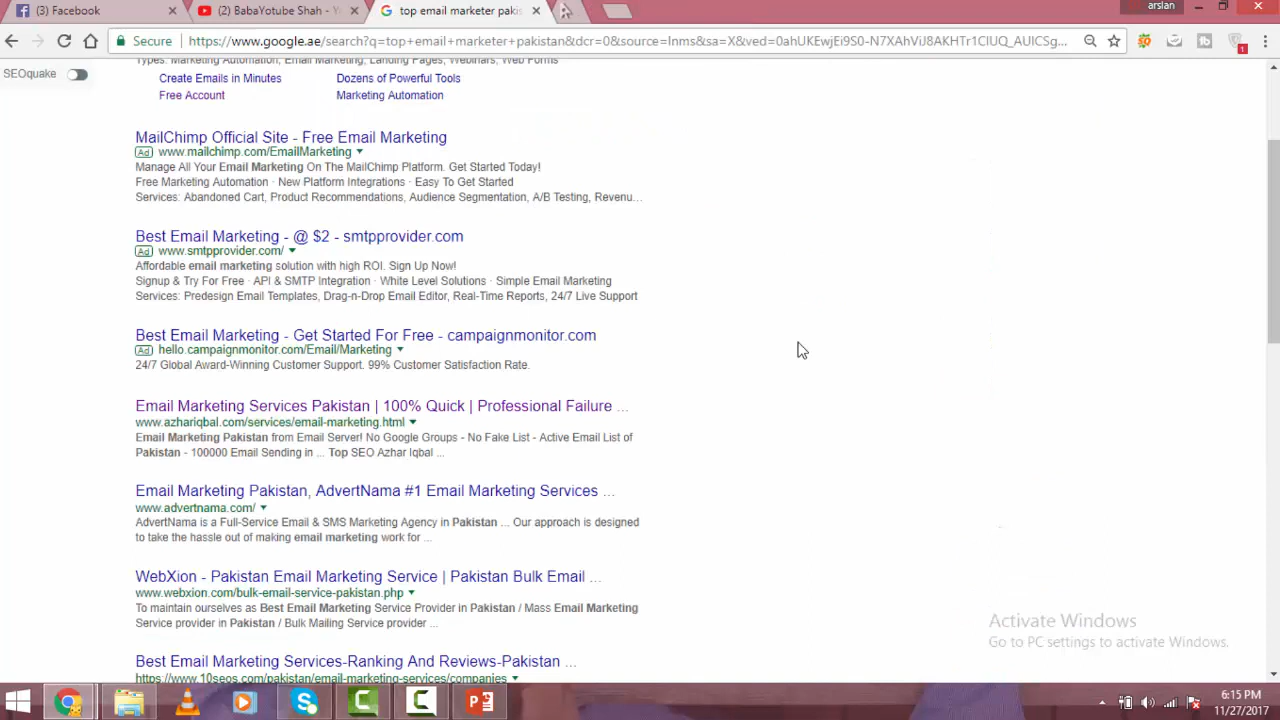 (3) Facebook
(2) BabaYotube Shah - Y
top email marketer pakis
arslan
Secure
https://www.google.ae/search?q=top+email+marketer+pakistan&dcr=0&source=lnms&sa=X&ved=
SEOquake
Types: Marketing Automation, Email Marketing, Landing Pages, Webinars, Web Forms
Create Emails in Minutes
Dozens of Powerful Tools
Free Account
Marketing Automation
MailChimp Official Site - Free Email Marketing
Ad www.mailchimp.com/EmailMarketing
Manage All Your Email Marketing On The MailChimp Platform. Get Started Today!
Free Marketing Automation · New Platform Integrations · Easy To Get Started
Services: Abandoned Cart, Product Recommendations, Audience Segmentation, A/B Testing, Revenu...
Best Email Marketing - @ $2 - smtpprovider.com
Ad www.smtpprovider.com/
Affordable email marketing solution with high ROI. Sign Up Now!
Signup & Try For Free · API & SMTP Integration · White Level Solutions · Simple Email Marketing
Services: Predesign Email Templates, Drag-n-Drop Email Editor, Real-Time Reports, 24/7 Live Support
Best Email Marketing - Get Started For Free - campaignmonitor.com
Ad hello.campaignmonitor.com/Email/Marketing
24/7 Global Award-Winning Customer Support. 99% Customer Satisfaction Rate.
Email Marketing Services Pakistan | 100% Quick | Professional Failure ...
www.azhariqbal.com/services/email-marketing.html
Email Marketing Pakistan from Email Server! No Google Groups - No Fake List - Active Email List of
Pakistan - 100000 Email Sending in ... Top SEO Azhar Iqbal ...
Email Marketing Pakistan, AdvertNama #1 Email Marketing Services ...
www.advertnama.com/
AdvertNama is a Full-Service Email & SMS Marketing Agency in Pakistan ... Our approach is designed
to take the hassle out of making email marketing work for ...
WebXion - Pakistan Email Marketing Service | Pakistan Bulk Email ...
www.webxion.com/bulk-email-service-pakistan.php
To maintain ourselves as Best Email Marketing Service Provider in Pakistan / Mass Email Marketing
Service provider in Pakistan / Bulk Mailing Service provider ...
Activate Windows
Go to PC settings to activate Windows.
Best Email Marketing Services-Ranking And Reviews-Pakistan ...
https://www.10seos.com/pakistan/email-marketing-services/companies
6:15 PM
11/27/2017